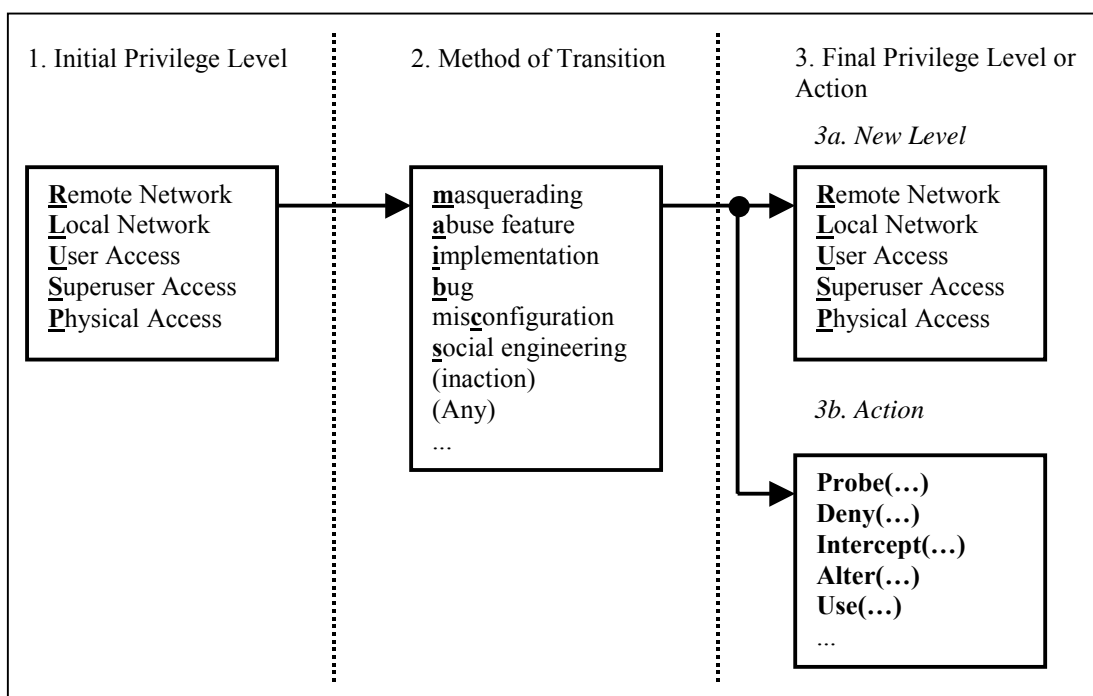 1. Initial Privilege Level
Remote Network
Local Network
User Access
Superuser Access
Physical Access
2. Method of Transition
masquerading
abuse feature
implementation
bug
misconfiguration
social engineering
(inaction)
(Any)
...
3. Final Privilege Level or
Action
3a. New Level
Remote Network
Local Network
User Access
Superuser Access
Physical Access
3b. Action
Probe(…)
Deny(…)
Intercept(…)
Alter(…)
Use(…)
...